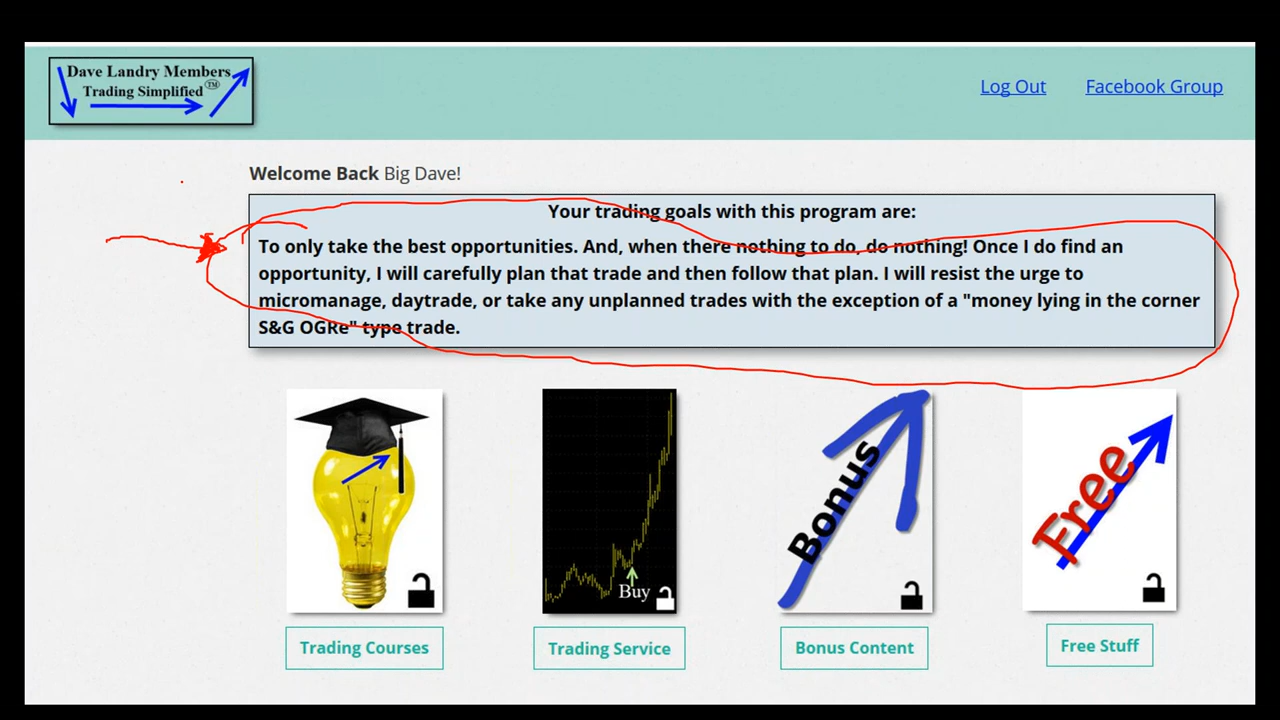 Dave Landry Members
Trading Simplified TM
Log Out
Facebook Group
Welcome Back Big Dave!
Your trading goals with this program are:
To only take the best opportunities. And, when there nothing to do, do nothing! Once I do find an
opportunity, I will carefully plan that trade and then follow that plan. I will resist the urge to
micromanage, daytrade, or take any unplanned trades with the exception of a "money lying in the corner
S&G OGRe" type trade.
Buy
Bonus
Free
Trading Courses
Trading Service
Bonus Content
Free Stuff